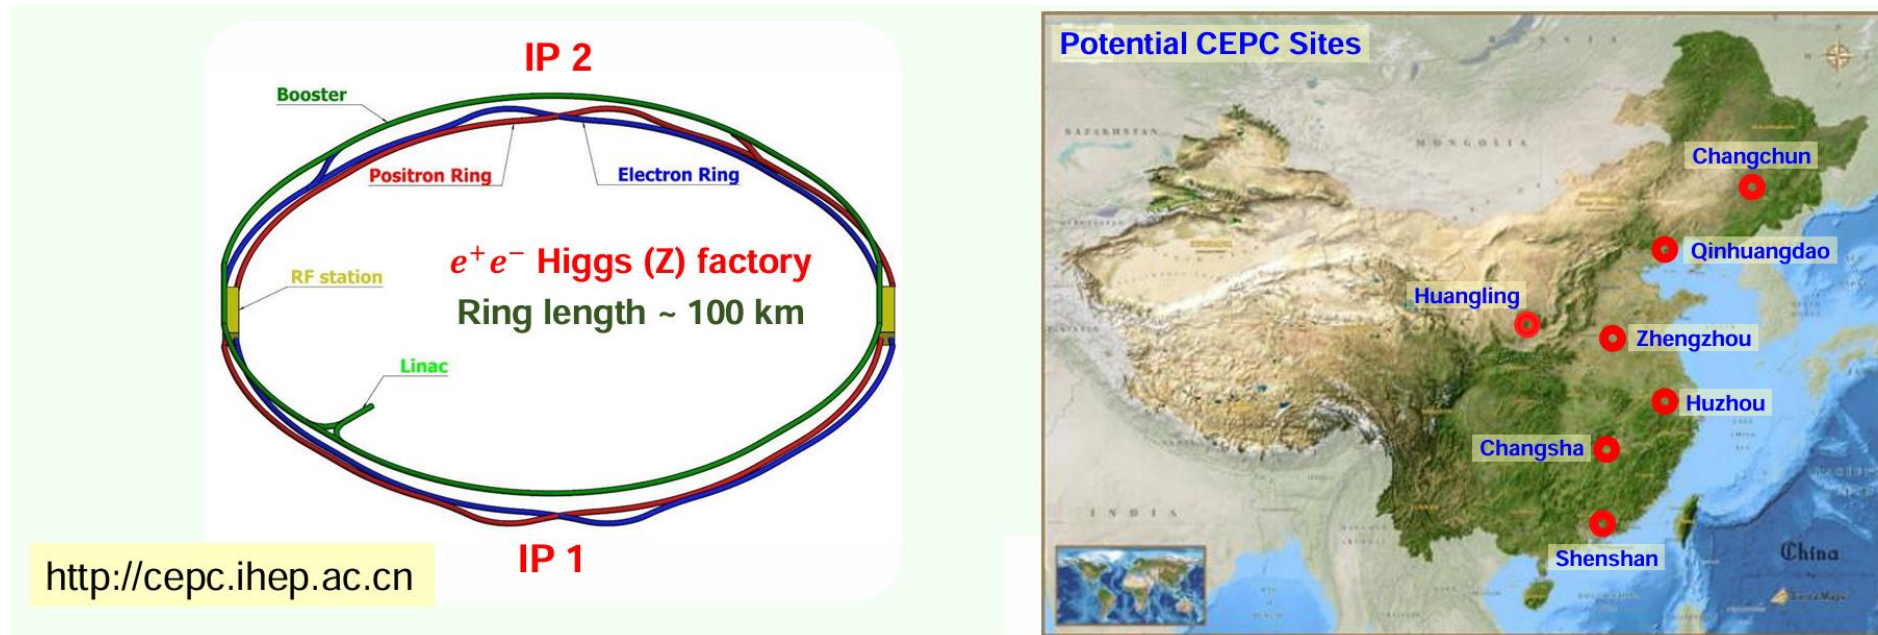 IP 2
Booster
Positron Ring
Electron Ring
e⁺e⁻ Higgs (Z) factory
RF station
Ring length ~ 100 km
Linac
IP 1
http://cepc.ihep.ac.cn
Potential CEPC Sites
KAZAKHSTAN
MONGOLIA
Changchun
Qinhuangdao
Huangling
Zhengzhou
Huzhou
Changsha
INDIA
Shenshan
China